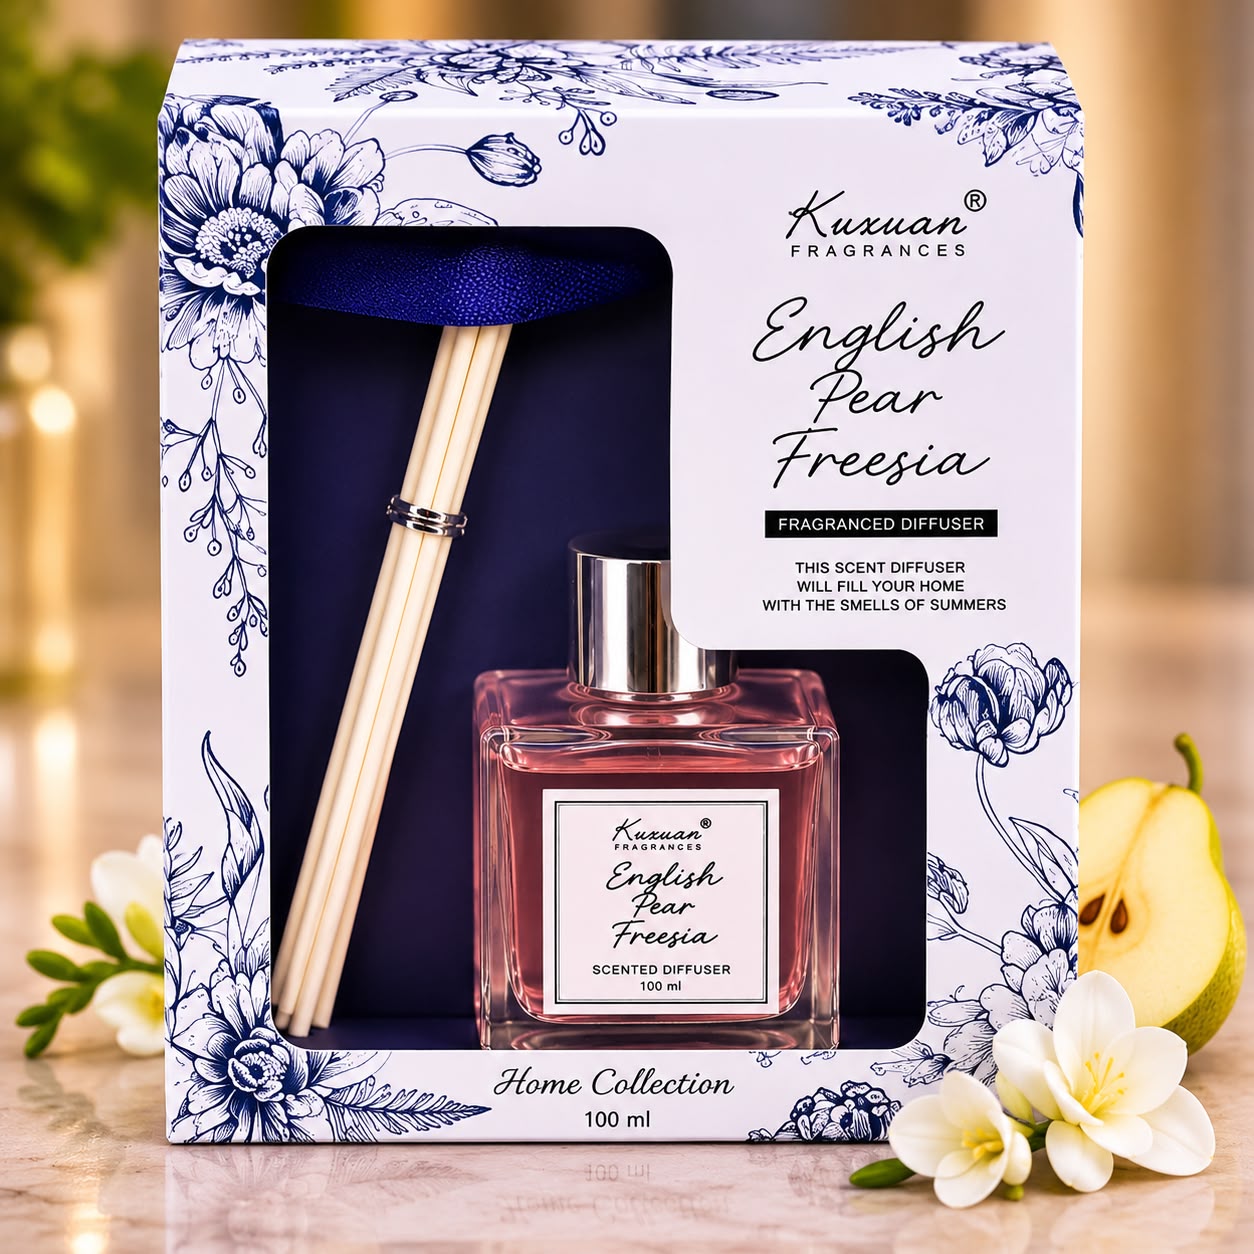 Kuxuan®
FRAGRANCES
English
Pear
Freesia
FRAGRANCED DIFFUSER
THIS SCENT DIFFUSER
WILL FILL YOUR HOME
WITH THE SMELLS OF SUMMERS
Kuxuan®
FRAGRANCES
English
Pear
Freesia
SCENTED DIFFUSER
100 ml
Home Collection
100 ml